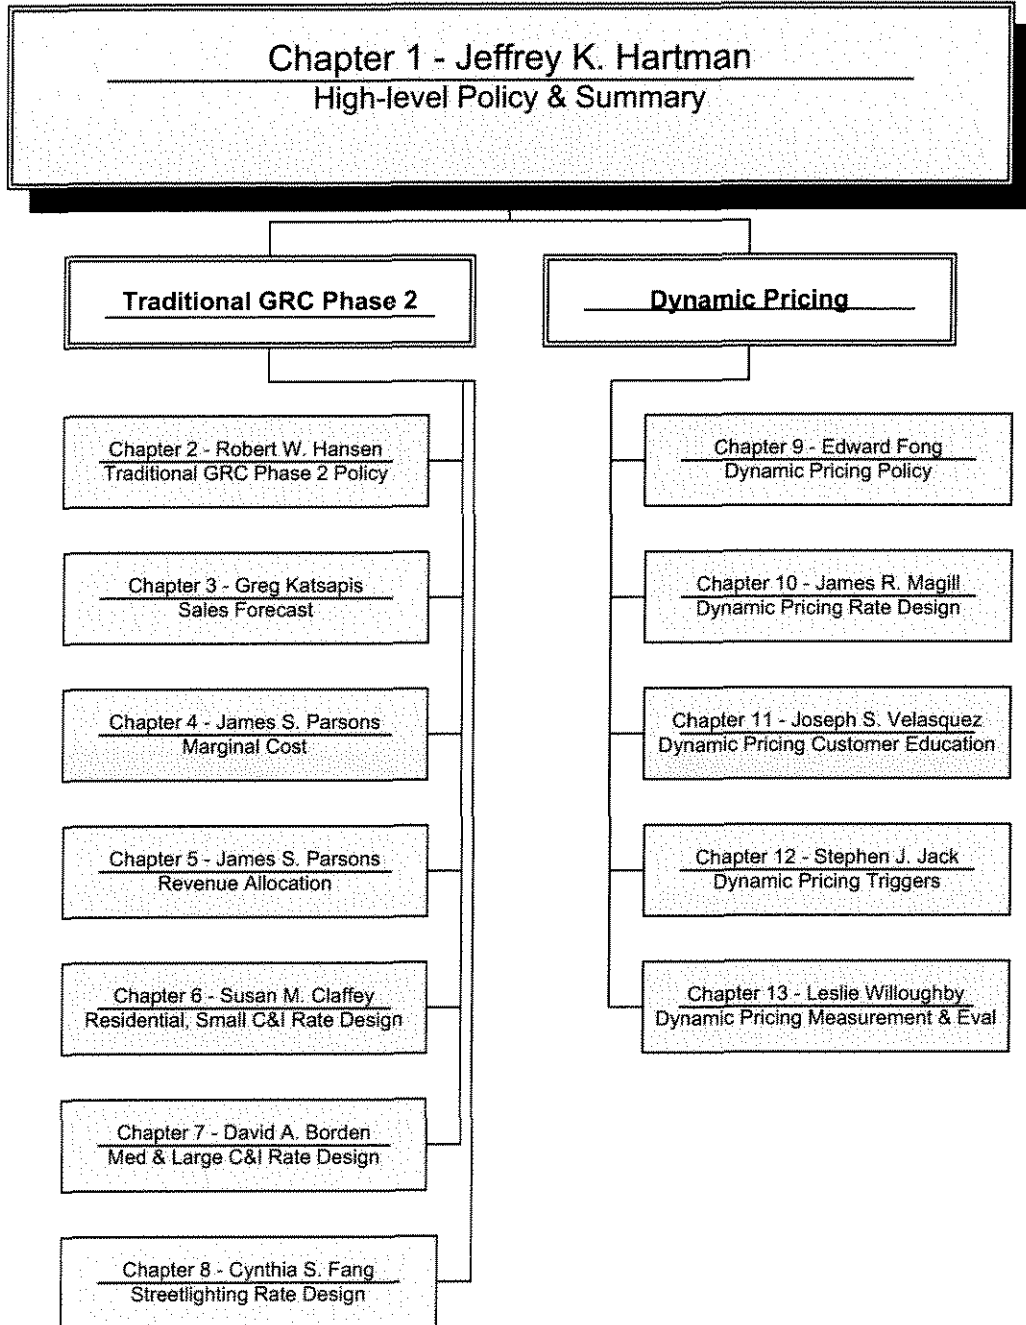 Chapter 1 - Jeffrey K. Hartman
High-level Policy & Summary
Traditional GRC Phase 2
Dynamic Pricing
Chapter 2 - Robert W. Hansen
Traditional GRC Phase 2 Policy
Chapter 3 - Greg Katsapis
Sales Forecast
Chapter 4 - James S. Parsons
Marginal Cost
Chapter 5 - James S. Parsons
Revenue Allocation
Chapter 6 - Susan M. Claffey
Residential, Small C&I Rate Design
Chapter 7 - David A. Borden
Med & Large C&I Rate Design
Chapter 8 - Cynthia S. Fang
Streetlighting Rate Design
Chapter 9 - Edward Fong
Dynamic Pricing Policy
Chapter 10 - James R. Magill
Dynamic Pricing Rate Design
Chapter 11 - Joseph S. Velasquez
Dynamic Pricing Customer Education
Chapter 12 - Stephen J. Jack
Dynamic Pricing Triggers
Chapter 13 - Leslie Willoughby
Dynamic Pricing Measurement & Eval